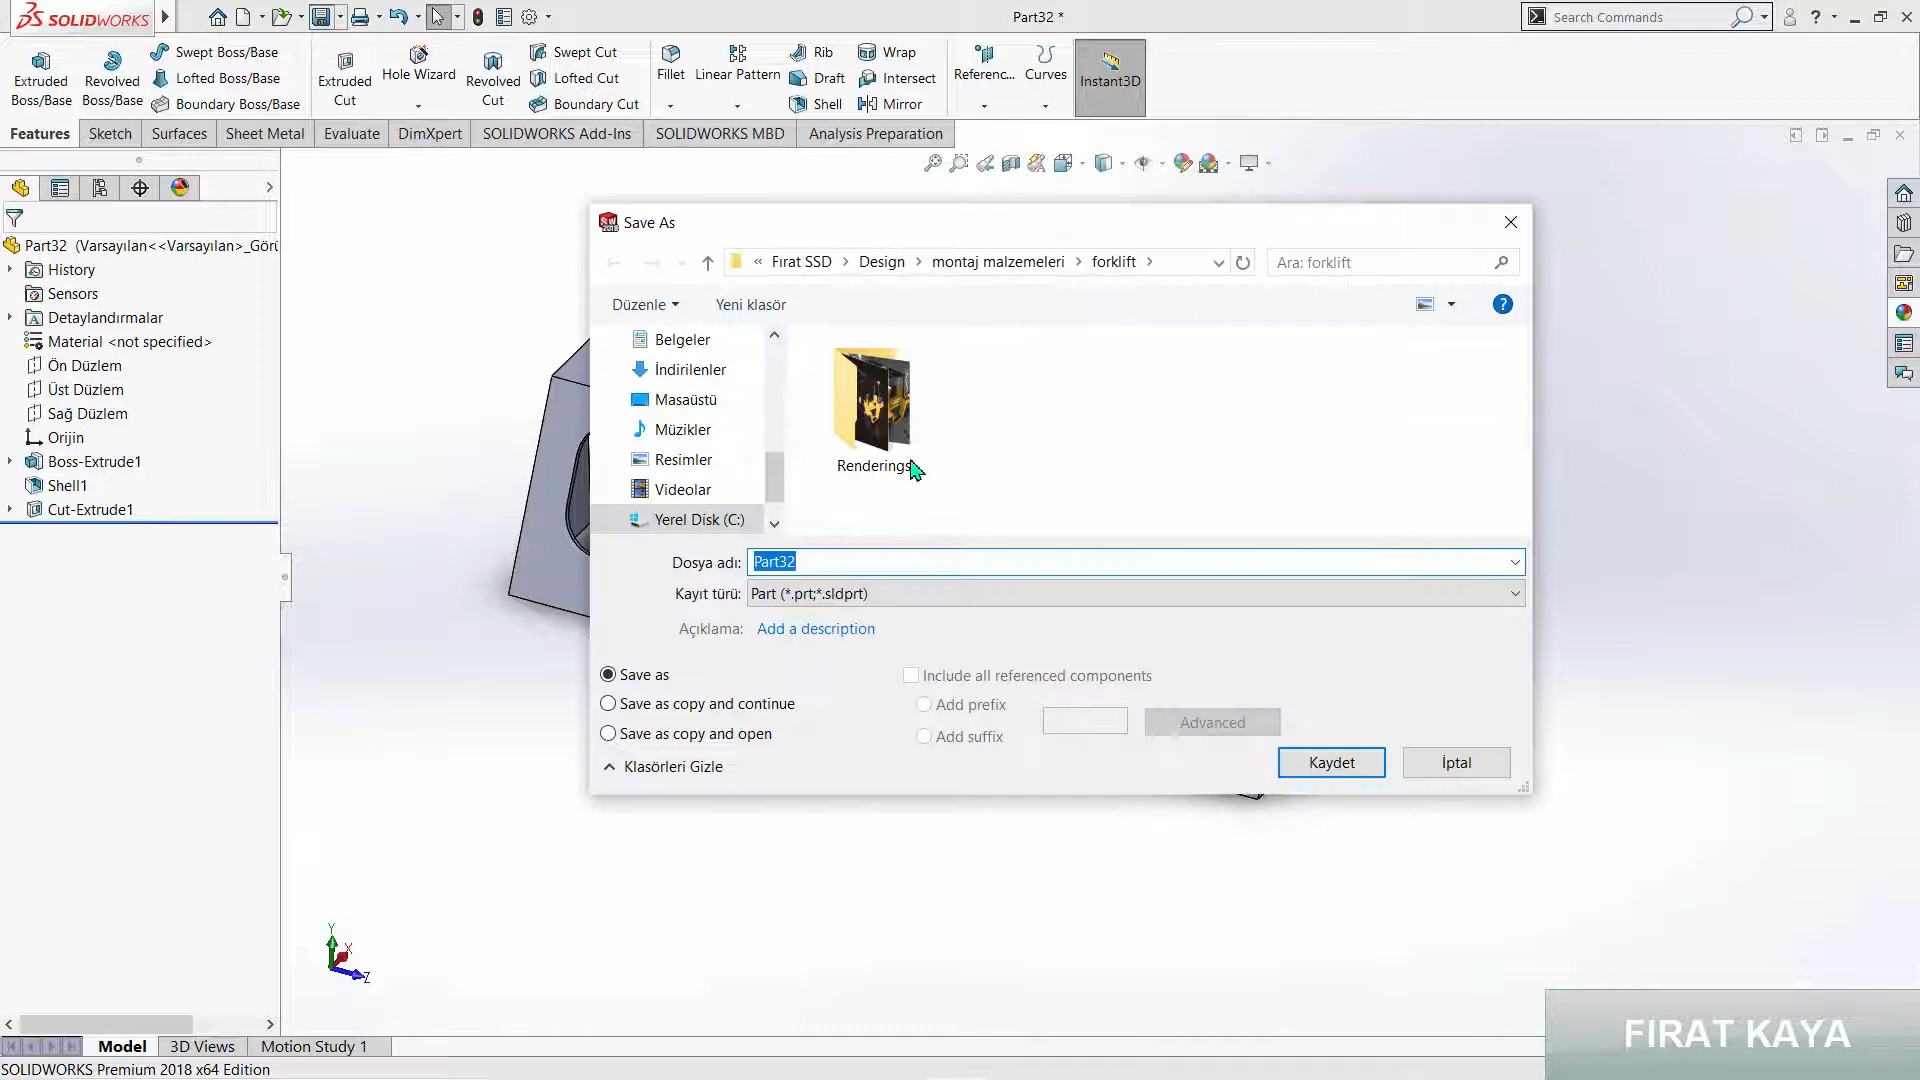 SOLIDWORKS
Part32 *
Search Commands
Extruded Boss/Base
Revolved Boss/Base
Swept Boss/Base
Lofted Boss/Base
Boundary Boss/Base
Extruded Cut
Hole Wizard
Revolved Cut
Swept Cut
Lofted Cut
Boundary Cut
Fillet
Linear Pattern
Rib
Draft
Shell
Wrap
Intersect
Mirror
Referenc...
Curves
Instant3D
Features
Sketch
Surfaces
Sheet Metal
Evaluate
DimXpert
SOLIDWORKS Add-Ins
SOLIDWORKS MBD
Analysis Preparation
Part32 (Varsayılan<<Varsayılan>_Görü
History
Sensors
Detaylandırmalar
Material <not specified>
Ön Düzlem
Üst Düzlem
Sağ Düzlem
Orijin
Boss-Extrude1
Shell1
Cut-Extrude1
Save As
« Fırat SSD > Design > montaj malzemeleri > forklift >
Ara: forklift
Düzenle
Yeni klasör
Belgeler
İndirilenler
Masaüstü
Müzikler
Resimler
Videolar
Yerel Disk (C:)
Renderings
Dosya adı: Part32
Kayıt türü: Part (*.prt;*.sldprt)
Açıklama: Add a description
Save as
Save as copy and continue
Save as copy and open
Include all referenced components
Add prefix
Add suffix
Advanced
Klasörleri Gizle
Kaydet
İptal
Y
X
Z
Model
3D Views
Motion Study 1
SOLIDWORKS Premium 2018 x64 Edition
FIRAT KAYA